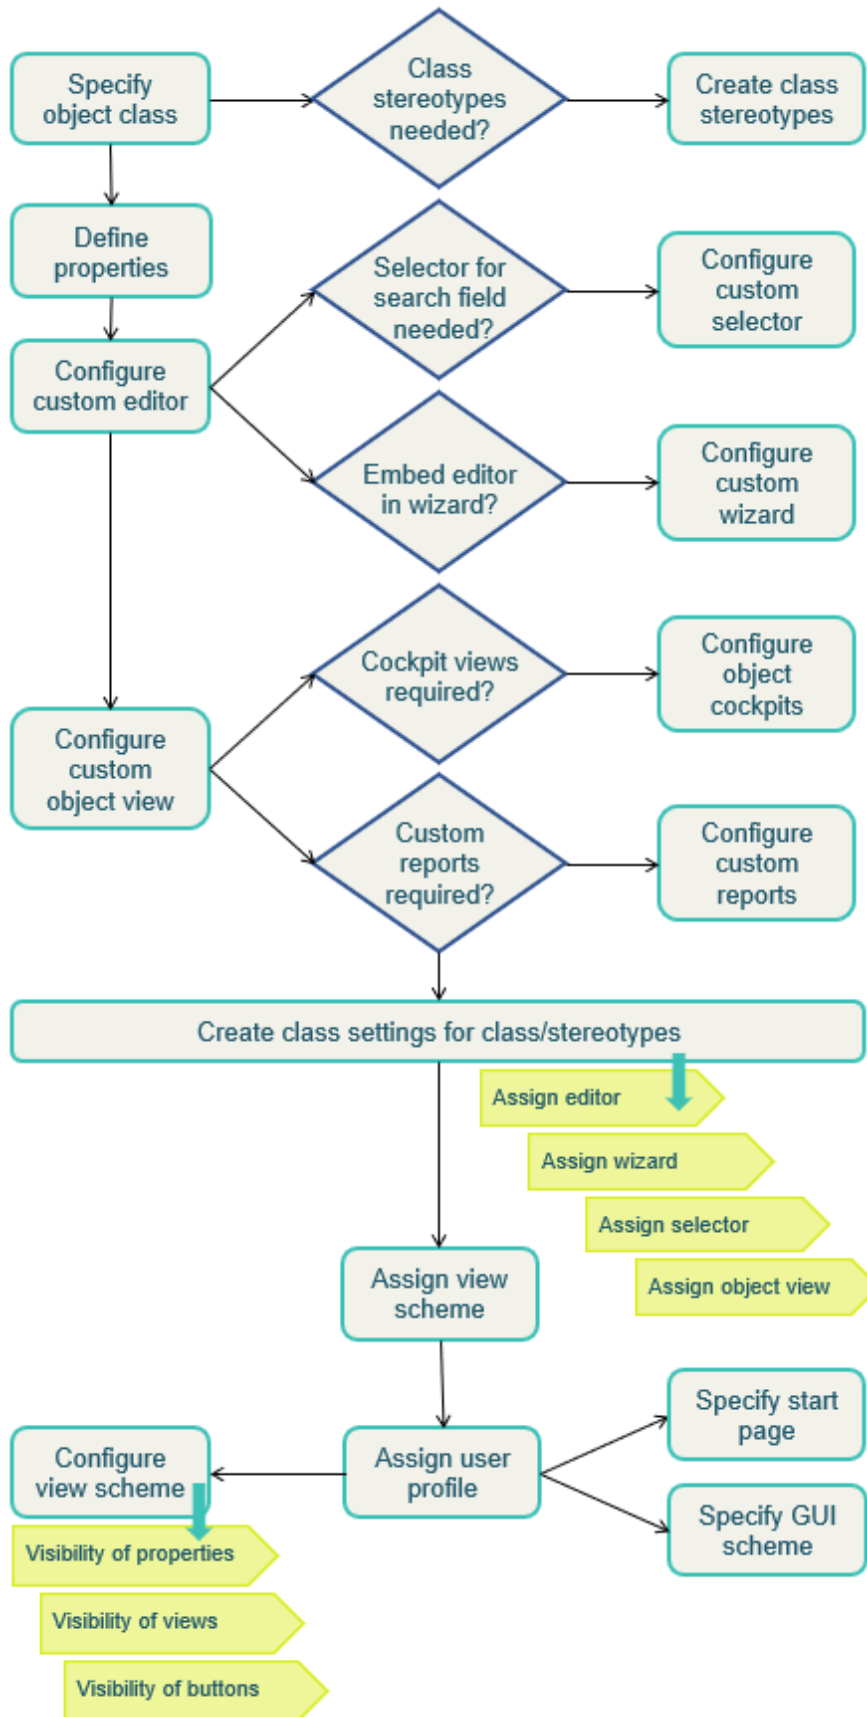 Specify
object class
Class
stereotypes
needed?
Create class
stereotypes
Define
properties
Selector for
search field
needed?
Configure
custom
selector
Configure
custom editor
Embed editor
in wizard?
Configure
custom
wizard
Cockpit views
required?
Configure
object
cockpits
Configure
custom
object view
Custom
reports
required?
Configure
custom
reports
Create class settings for class/stereotypes
Assign editor
Assign wizard
Assign selector
Assign object view
Assign view
scheme
Specify start
page
Configure
view scheme
Assign user
profile
Specify GUI
scheme
Visibility of properties
Visibility of views
Visibility of buttons